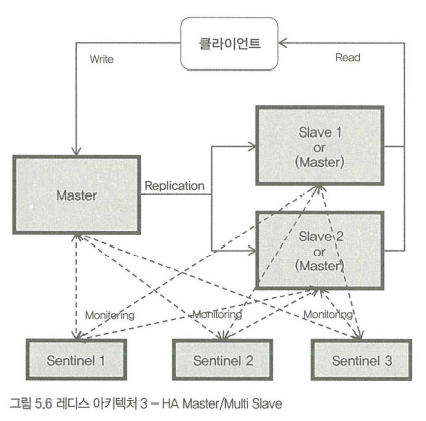 클라이언트
Write
Read
Slave 1
or
(Master)
Master
Replication
Slave 2
or
(Master)
Monitoring
Monitoring
Monitoring
Sentinel 1
Sentinel 2
Sentinel 3
그림 5.6 레디스 아키텍처 3 – HA Master/Multi Slave